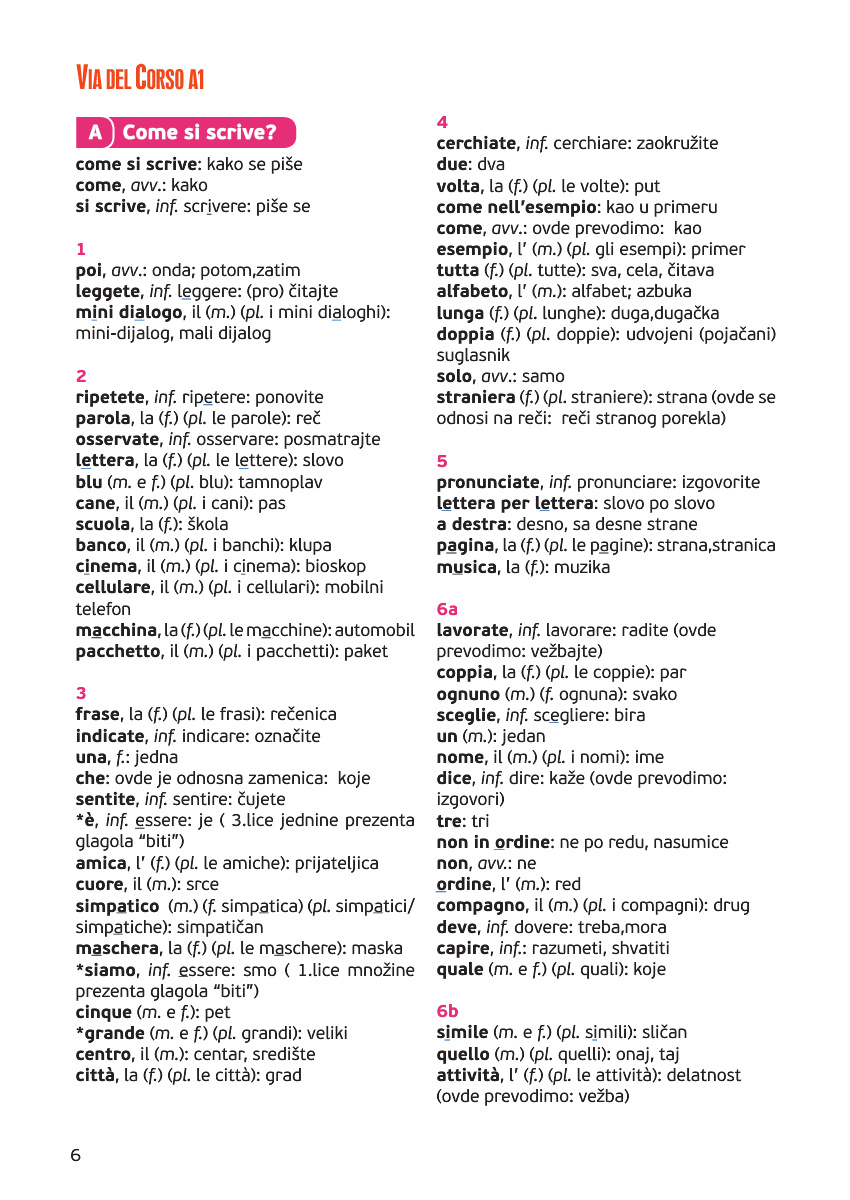 VIA DEL CORSO A1
A Come si scrive?
come si scrive: kako se piše
come, avv.: kako
si scrive, inf. scrivere: piše se
1
poi, avv.: onda; potom,zatim
leggete, inf. leggere: (pro) čitajte
mini dialogo, il (m.) (pl. i mini dialoghi):
mini-dijalog, mali dijalog
2
ripetete, inf. ripetere: ponovite
parola, la (f.) (pl. le parole): reč
osservate, inf. osservare: posmatrajte
lettera, la (f.) (pl. le lettere): slovo
blu (m. e f.) (pl. blu): tamnoplav
cane, il (m.) (pl. i cani): pas
scuola, la (f.): škola
banco, il (m.) (pl. i banchi): klupa
cinema, il (m.) (pl. i cinema): bioskop
cellulare, il (m.) (pl. i cellulari): mobilni
telefon
macchina, la (f.) (pl. le macchine): automobil
pacchetto, il (m.) (pl. i pacchetti): paket
3
frase, la (f.) (pl. le frasi): rečenica
indicate, inf. indicare: označite
una, f.: jedna
che: ovde je odnosna zamenica: koje
sentite, inf. sentire: čujete
*è, inf. essere: je ( 3.lice jednine prezenta
glagola “biti”)
amica, l’ (f.) (pl. le amiche): prijateljica
cuore, il (m.): srce
simpatico (m.) (f. simpatica) (pl. simpatici/
simpatiche): simpatičan
maschera, la (f.) (pl. le maschere): maska
*siamo, inf. essere: smo ( 1.lice množine
prezenta glagola “biti”)
cinque (m. e f.): pet
*grande (m. e f.) (pl. grandi): veliki
centro, il (m.): centar, središte
città, la (f.) (pl. le città): grad
4
cerchiate, inf. cerchiare: zaokružite
due: dva
volta, la (f.) (pl. le volte): put
come nell’esempio: kao u primeru
come, avv.: ovde prevodimo: kao
esempio, l’ (m.) (pl. gli esempi): primer
tutta (f.) (pl. tutte): sva, cela, čitava
alfabeto, l’ (m.): alfabet; azbuka
lunga (f.) (pl. lunghe): duga,dugačka
doppia (f.) (pl. doppie): udvojeni (pojačani)
suglasnik
solo, avv.: samo
straniera (f.) (pl. straniere): strana (ovde se
odnosi na reči: reči stranog porekla)
5
pronunciate, inf. pronunciare: izgovorite
lettera per lettera: slovo po slovo
a destra: desno, sa desne strane
pagina, la (f.) (pl. le pagine): strana,stranica
musica, la (f.): muzika
6a
lavorate, inf. lavorare: radite (ovde
prevodimo: vežbajte)
coppia, la (f.) (pl. le coppie): par
ognuno (m.) (f. ognuna): svako
sceglie, inf. scegliere: bira
un (m.): jedan
nome, il (m.) (pl. i nomi): ime
dice, inf. dire: kaže (ovde prevodimo:
izgovori)
tre: tri
non in ordine: ne po redu, nasumice
non, avv.: ne
ordine, l’ (m.): red
compagno, il (m.) (pl. i compagni): drug
deve, inf. dovere: treba,mora
capire, inf.: razumeti, shvatiti
quale (m. e f.) (pl. quali): koje
6b
simile (m. e f.) (pl. simili): sličan
quello (m.) (pl. quelli): onaj, taj
attività, l’ (f.) (pl. le attività): delatnost
(ovde prevodimo: vežba)
6